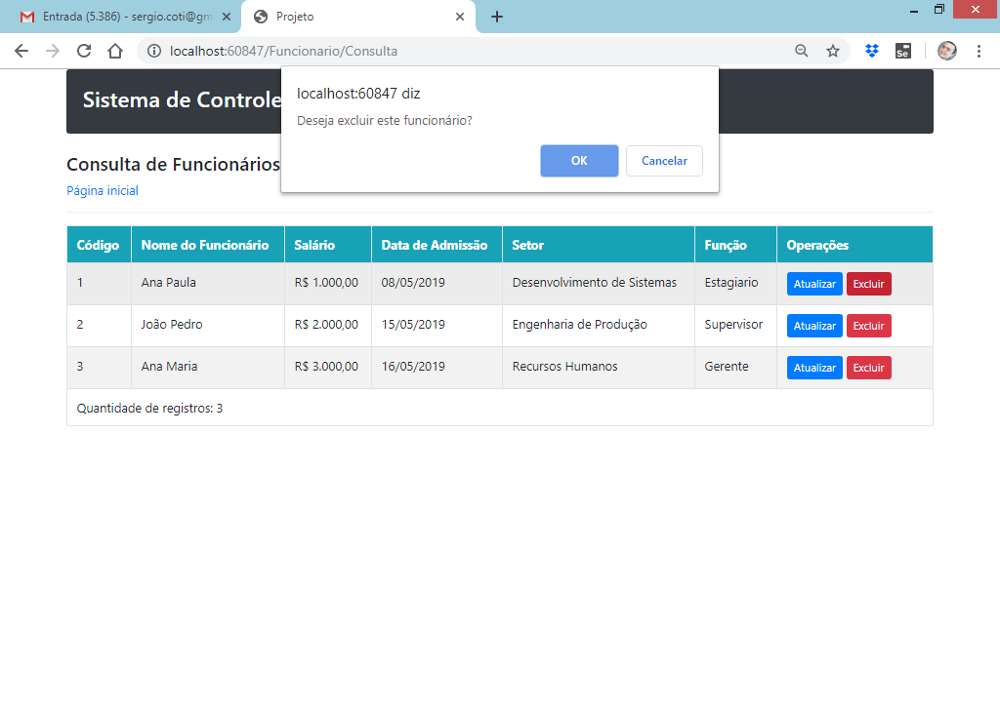 Entrada (5.386) - sergio.coti@gm
Projeto
localhost:60847/Funcionario/Consulta
Se
Sistema de Controle
localhost:60847 diz
Deseja excluir este funcionário?
OK Cancelar
Consulta de Funcionários
Página inicial
Código Nome do Funcionário Salário Data de Admissão Setor Função Operações
1 Ana Paula R$ 1.000,00 08/05/2019 Desenvolvimento de Sistemas Estagiario Atualizar Excluir
2 João Pedro R$ 2.000,00 15/05/2019 Engenharia de Produção Supervisor Atualizar Excluir
3 Ana Maria R$ 3.000,00 16/05/2019 Recursos Humanos Gerente Atualizar Excluir
Quantidade de registros: 3